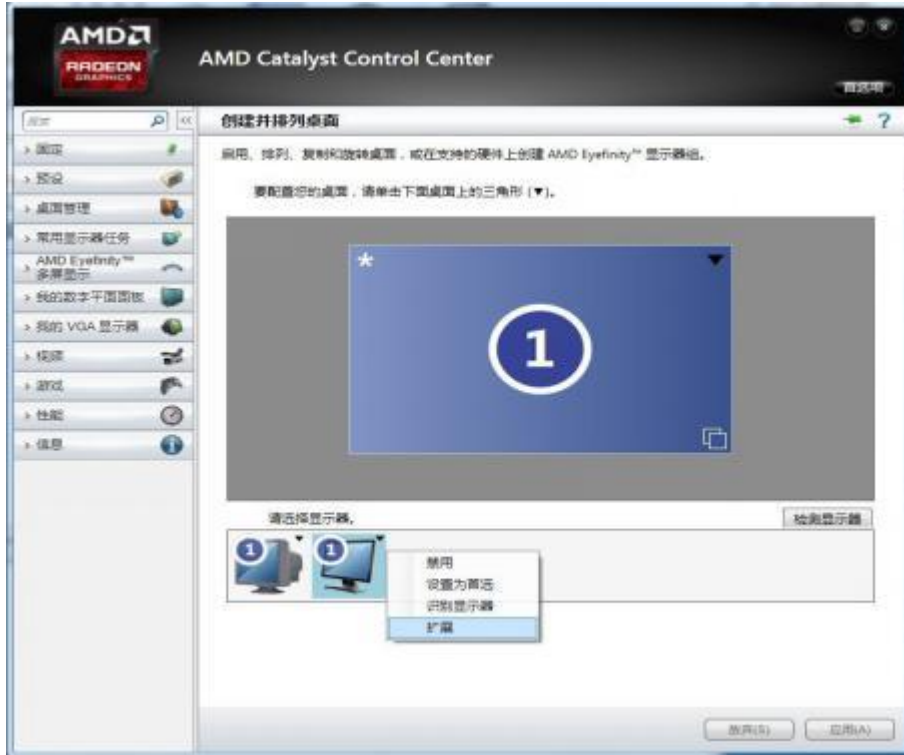 AMD
RADEON
GRAPHICS
AMD Catalyst Control Center
首选项
搜索
创建并排列桌面
?
固定
启用、排列、复制和旋转桌面，或在支持的硬件上创建 AMD Eyefinity™ 显示器组。
预设
要配置您的桌面，请单击下面桌面上的三角形 (▼)。
桌面管理
常用显示器任务
AMD Eyefinity™
多屏显示
我的数字平面面板
我的 VGA 显示器
视频
游戏
性能
信息
*
1
请选择显示器。
检测显示器
1
1
禁用
设置为首选
识别显示器
扩展
放弃(S)
应用(A)